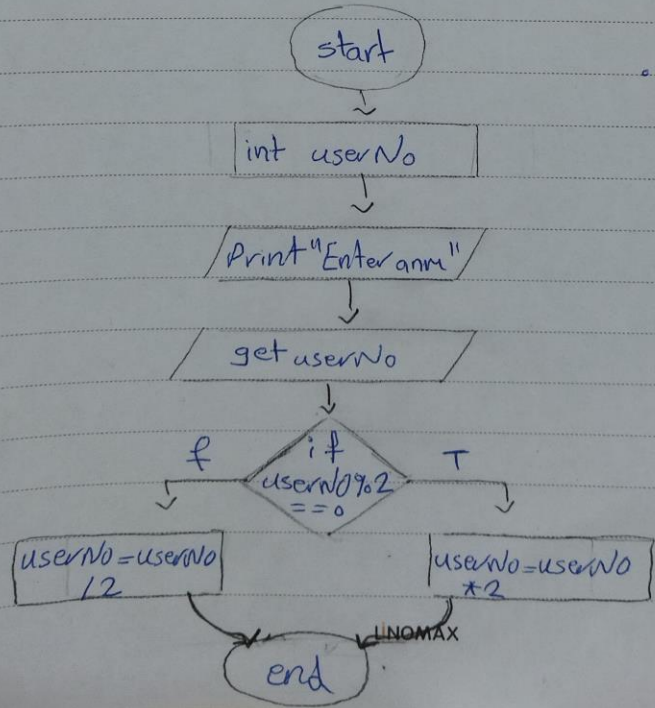 start
int userNo
Print "Enter anm"
get userNo
f
if
T
userNO%2
==0
userNo=userNo
/2
userNo=userNo
*2
LNOMAX
end